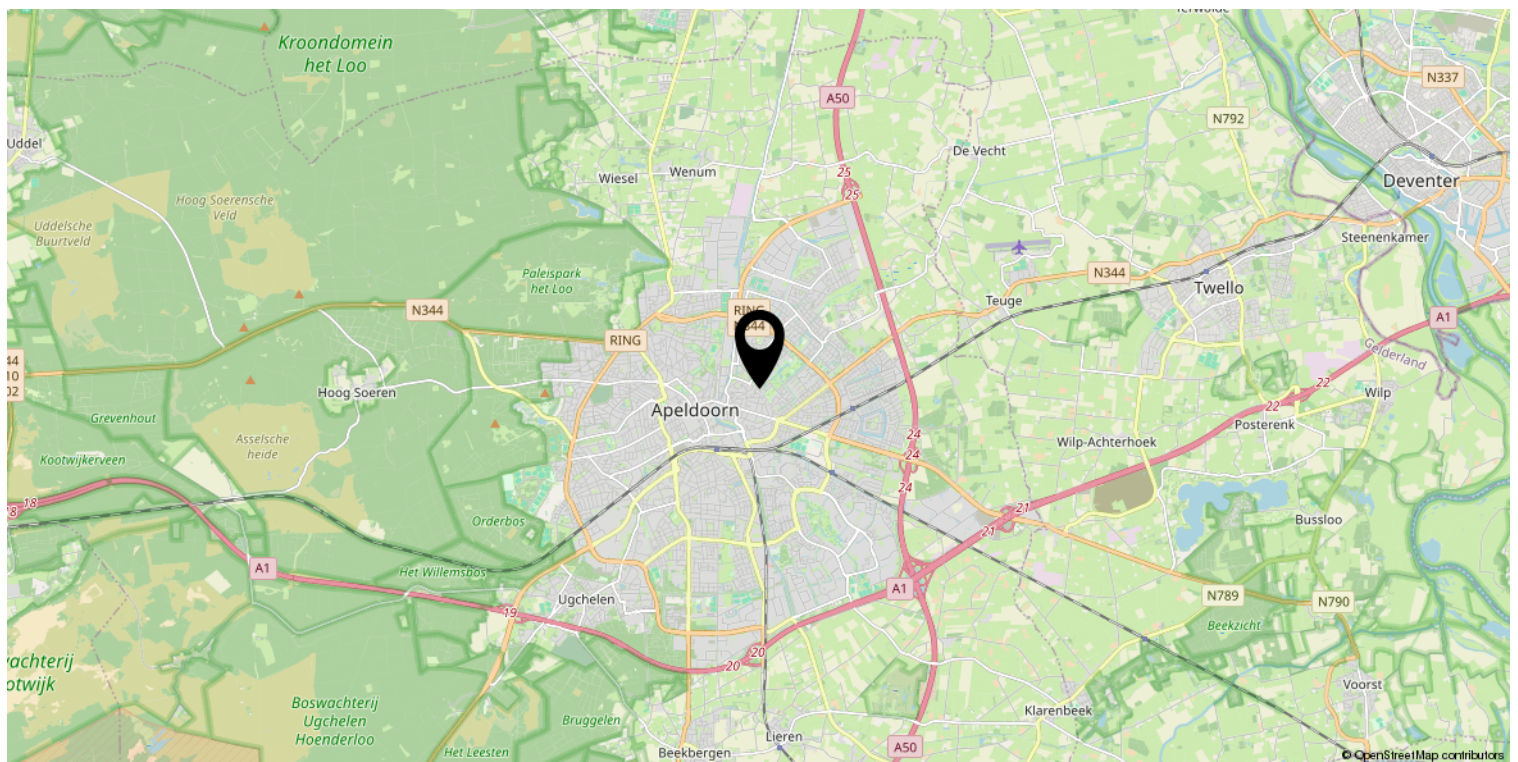 Kroondomein
het Loo
A50
N337
N792
Uddel
De Vecht
25
Wiesel
Wenum
Deventer
25
Hoog Soerensche
Veld
Uddelsche
Buurtveld
Steenenkamer
Paleispark
het Loo
N344
Twello
Teuge
N344
RING
A1
RING
Gelderland
22
Hoog Soeren
Wilp
22
Grevenhout
Apeldoorn
Posterenk
24
Asselsche
heide
Wilp-Achterhoek
24
Kootwijkerveen
24
18
21
Bussloo
Orderbos
21
A1
Het Willemsbos
A1
N789
N790
Ugchelen
19
Beekzicht
20
20
Voorst
Boswachterij
Ugchelen
Hoenderloo
Klarenbeek
Bruggelen
Lieren
A50
Het Leesten
Beekbergen
© OpenStreetMap contributors